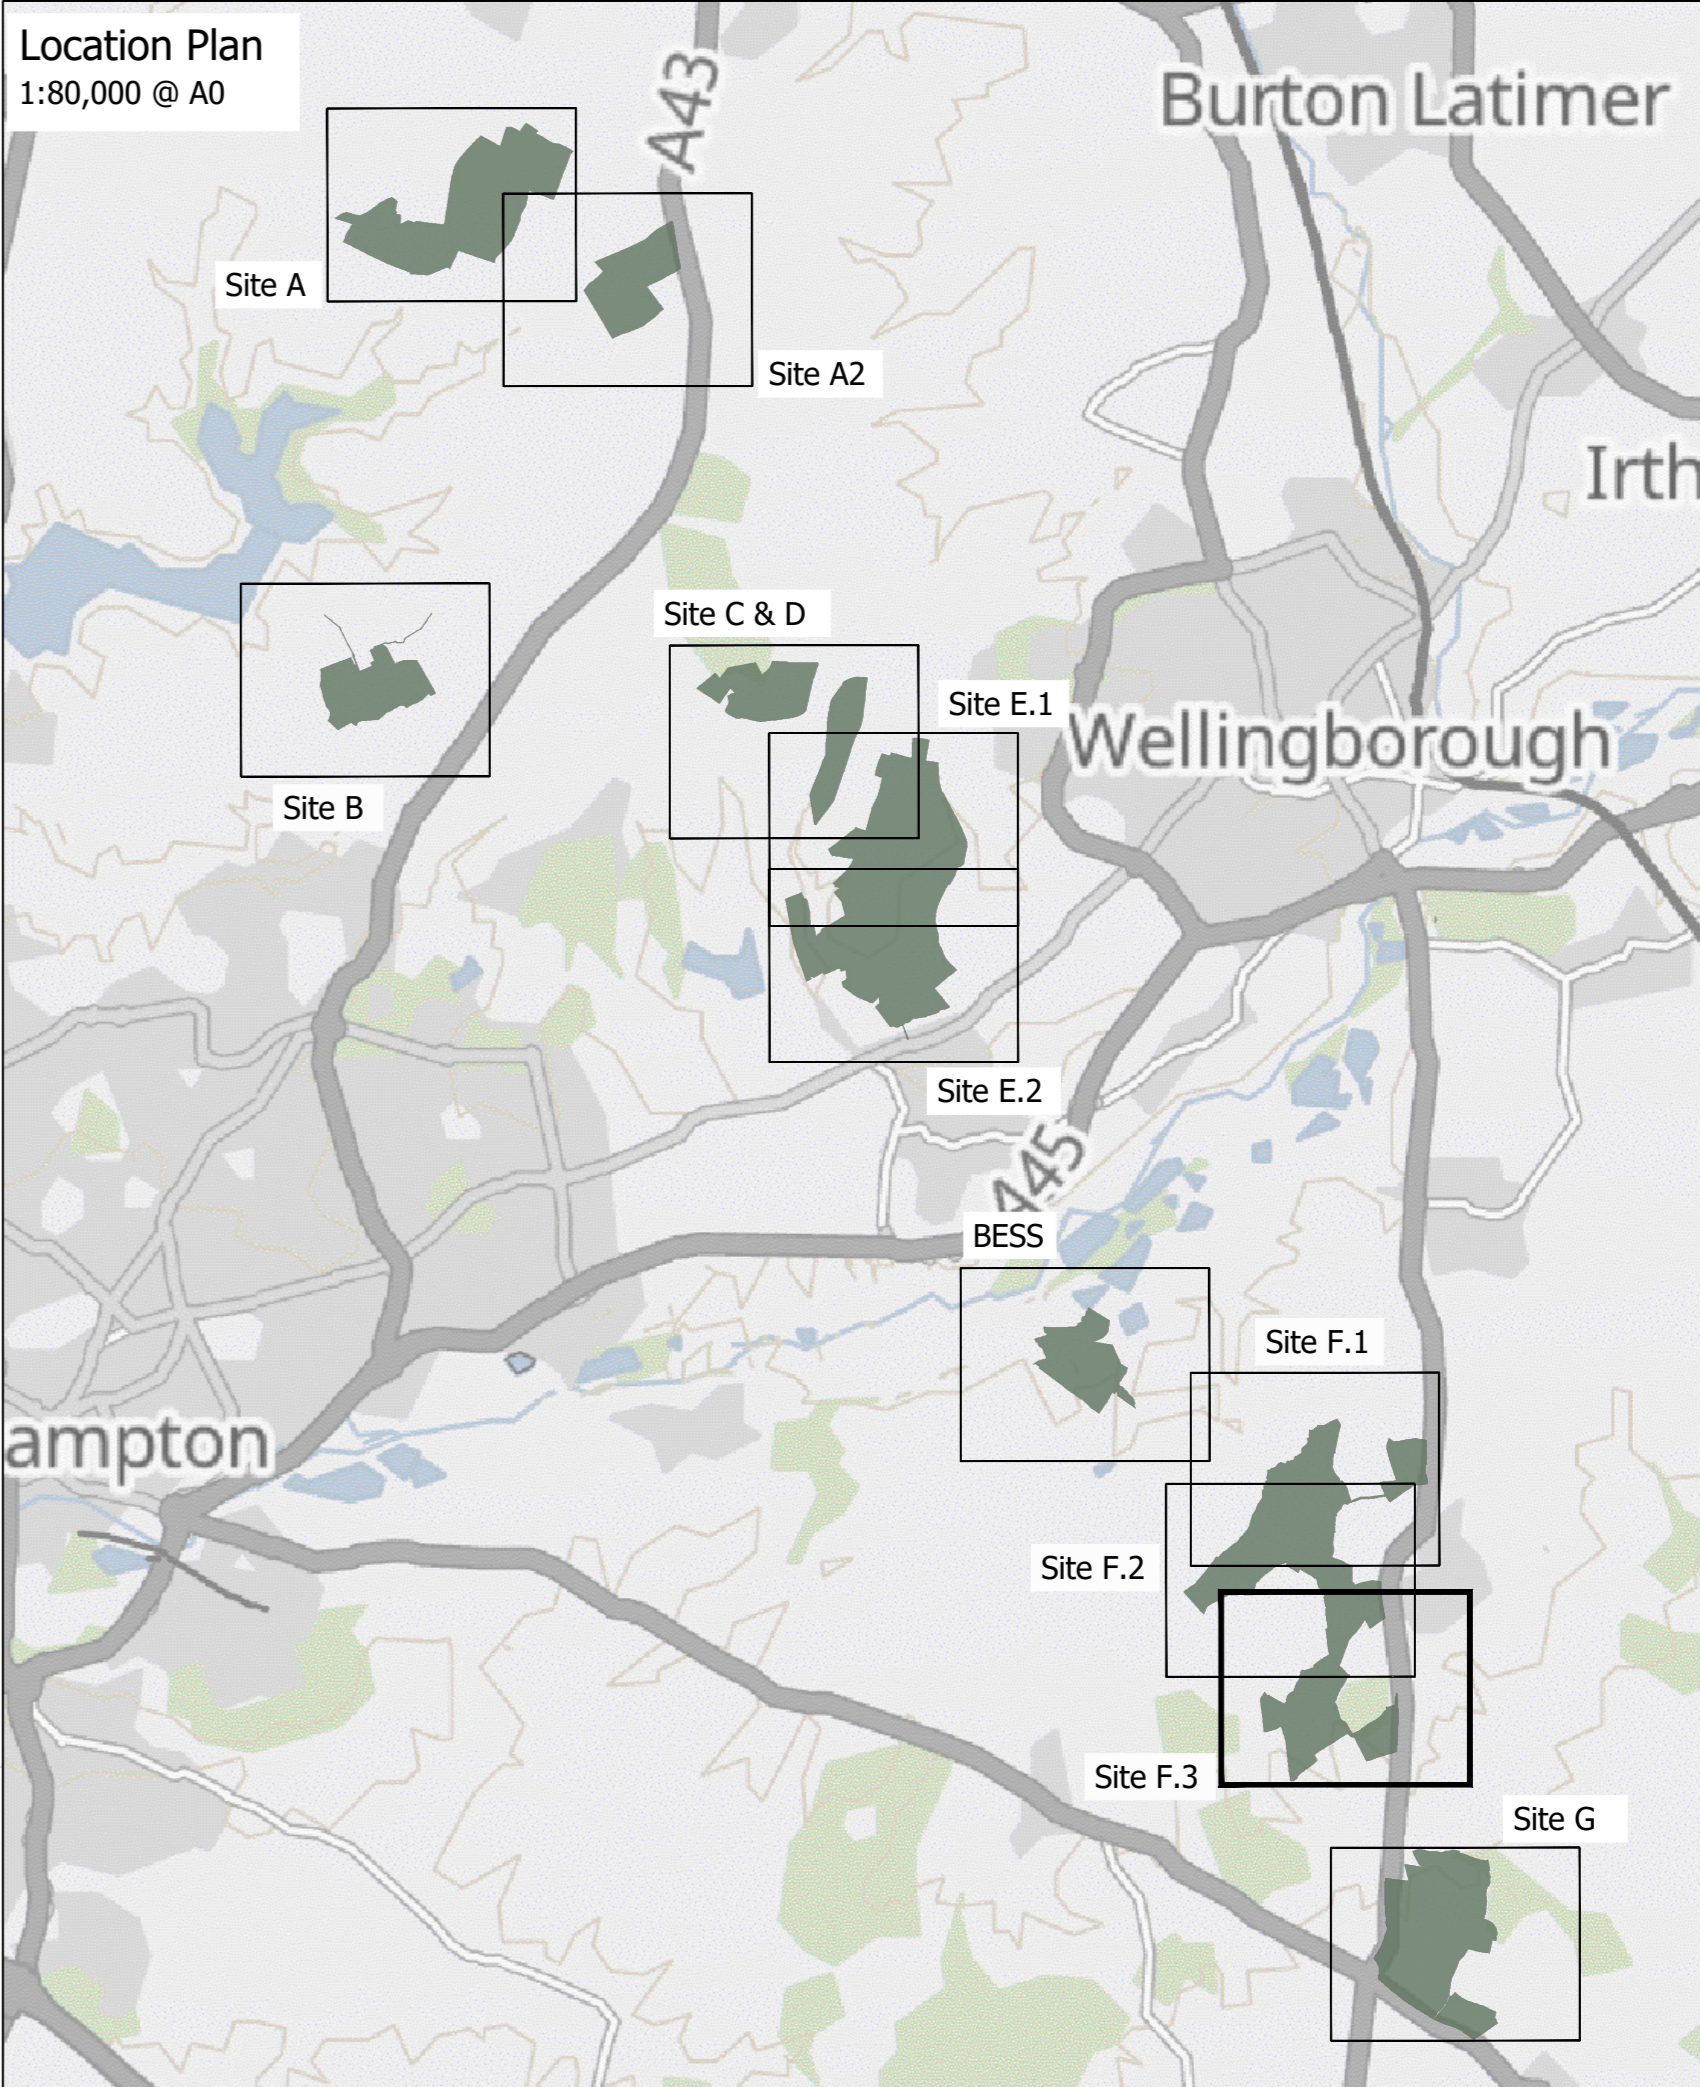 Location Plan
1:80,000 @ A0
A43
Burton Latimer
Site A
Site A2
Irth
Site C & D
Site E.1
Wellingborough
Site B
Site E.2
A45
BESS
Site F.1
ampton
Site F.2
Site F.3
Site G